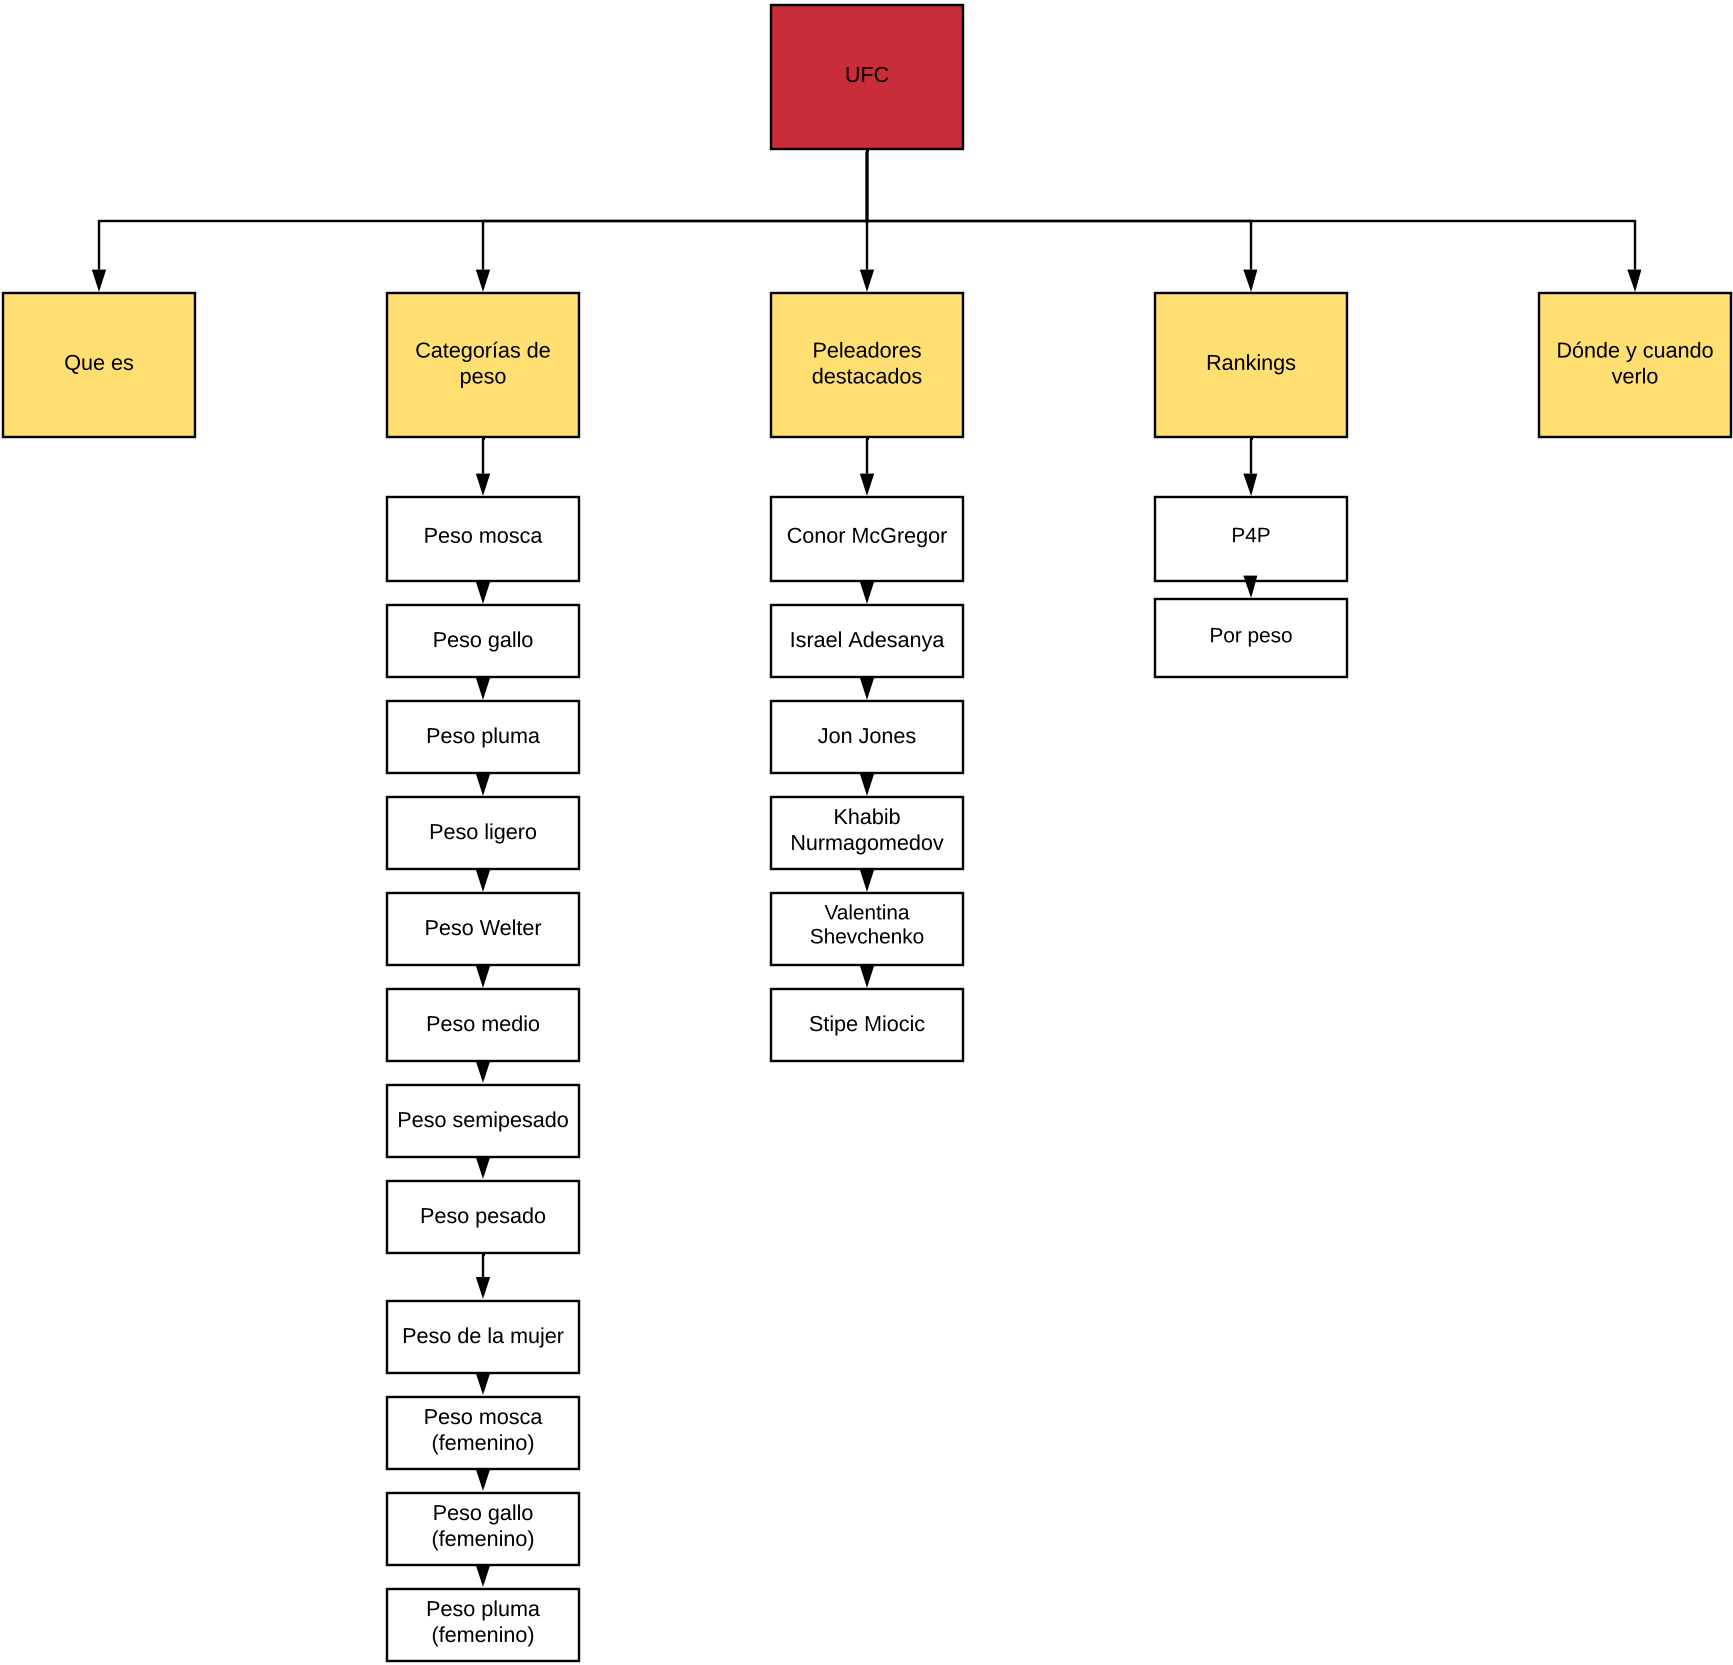 UFC
Que es
Categorías de
peso
Peleadores
destacados
Rankings
Dónde y cuando
verlo
Peso mosca
Peso gallo
Peso pluma
Peso ligero
Peso Welter
Peso medio
Peso semipesado
Peso pesado
Peso de la mujer
Peso mosca
(femenino)
Peso gallo
(femenino)
Peso pluma
(femenino)
Conor McGregor
Israel Adesanya
Jon Jones
Khabib
Nurmagomedov
Valentina
Shevchenko
Stipe Miocic
P4P
Por peso